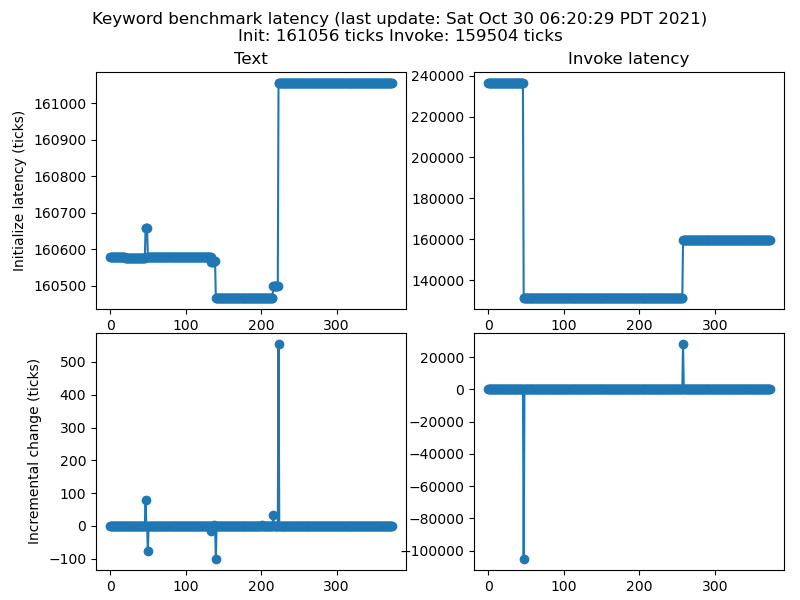 Keyword benchmark latency (last update: Sat Oct 30 06:20:29 PDT 2021)
Init: 161056 ticks Invoke: 159504 ticks
Text
Invoke latency
Initialize latency (ticks)
161000
160900
160800
160700
160600
160500
0 100 200 300
240000
220000
200000
180000
160000
140000
0 100 200 300
Incremental change (ticks)
500
400
300
200
100
0
−100
0 100 200 300
20000
0
−20000
−40000
−60000
−80000
−100000
0 100 200 300